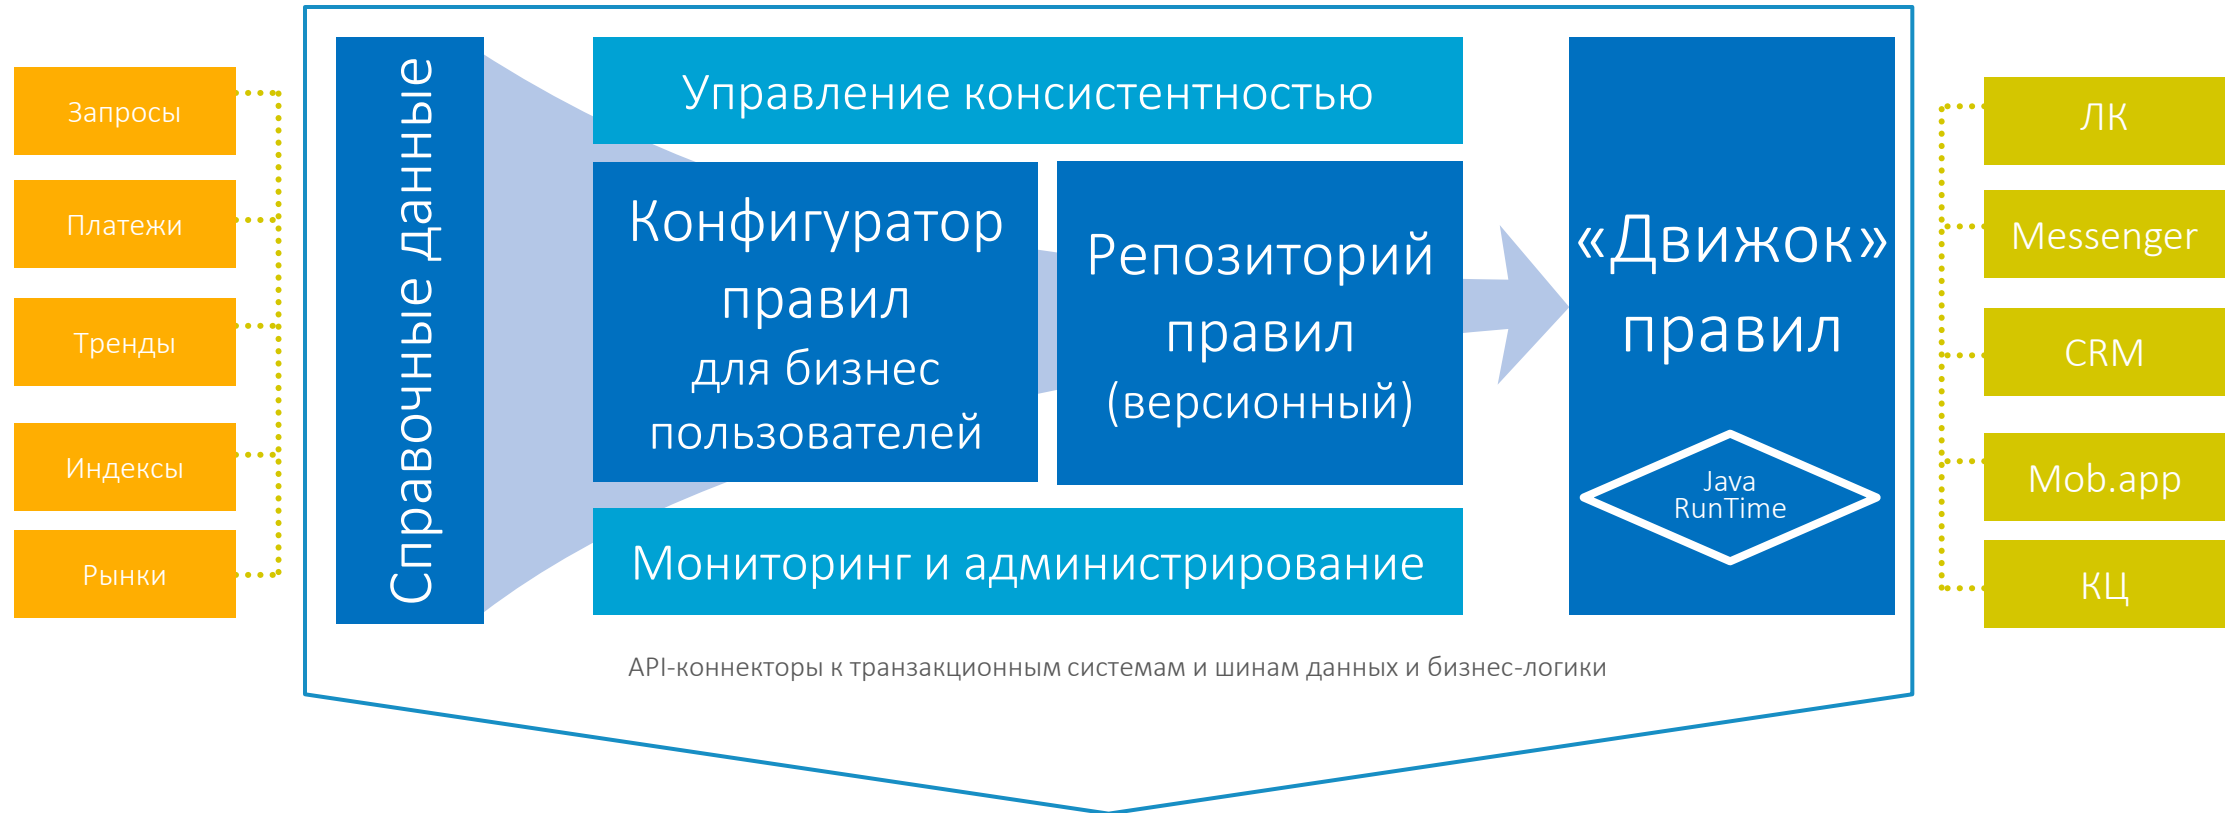 Запросы
Платежи
Тренды
Индексы
Рынки
Справочные данные
Управление консистентностью
Конфигуратор
правил
для бизнес
пользователей
Репозиторий
правил
(версионный)
Мониторинг и администрирование
«Движок»
правил
Java
RunTime
API-коннекторы к транзакционным системам и шинам данных и бизнес-логики
ЛК
Messenger
CRM
Mob.app
КЦ